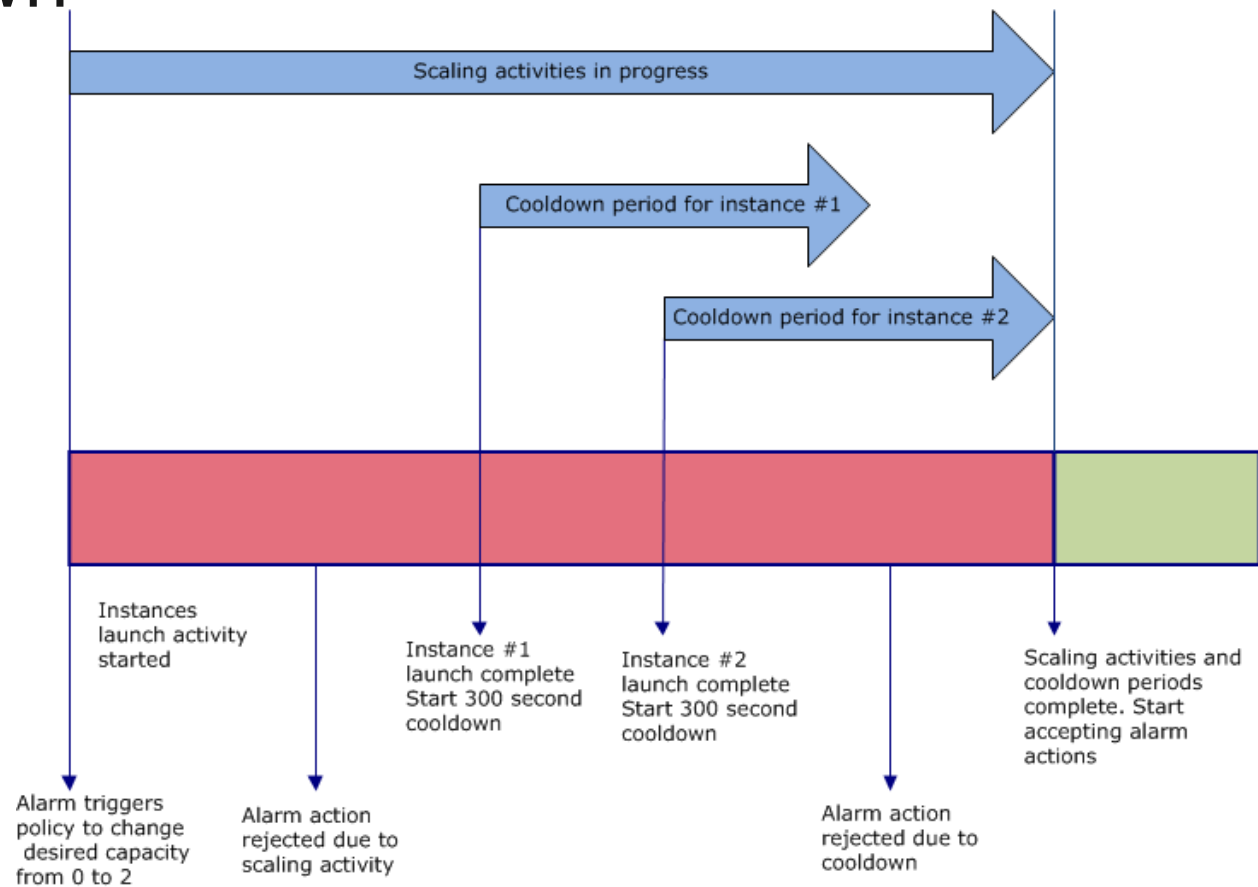 Scaling activities in progress
Cooldown period for instance #1
Cooldown period for instance #2
Instances
launch activity
started
Instance #1
launch complete
Start 300 second
cooldown
Instance #2
launch complete
Start 300 second
cooldown
Scaling activities and
cooldown periods
complete. Start
accepting alarm
actions
Alarm triggers
policy to change
desired capacity
from 0 to 2
Alarm action
rejected due to
scaling activity
Alarm action
rejected due to
cooldown